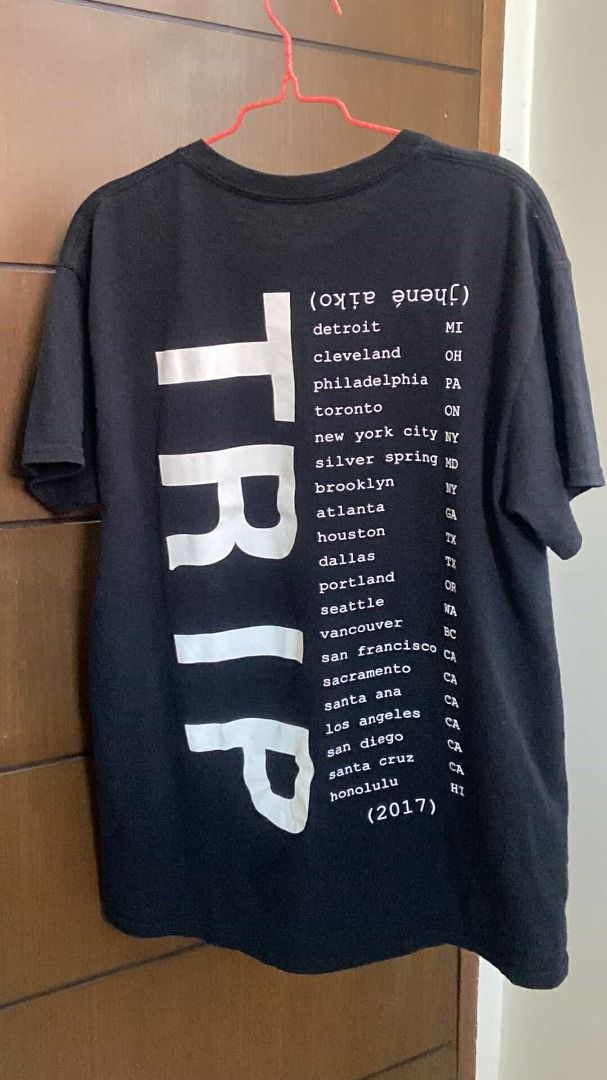 TRIP
(jhené aiko)
detroit MI
cleveland OH
philadelphia PA
toronto ON
new york city NY
silver spring MD
brooklyn NY
atlanta GA
houston TX
dallas TX
portland OR
seattle WA
vancouver BC
san francisco CA
sacramento CA
santa ana CA
los angeles CA
san diego CA
santa cruz CA
honolulu HI
(2017)